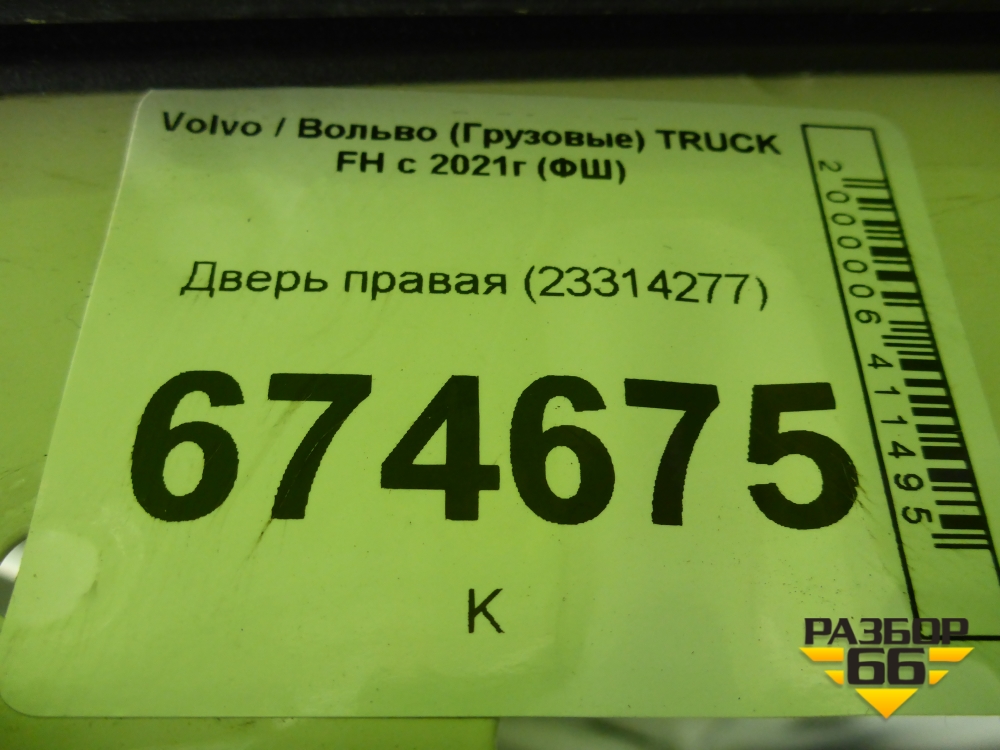 Volvo / Вольво (Грузовые) TRUCK
FH с 2021г (ФШ)
Дверь правая (23314277)
674675
К
2000006411495
РАЗБОР
66